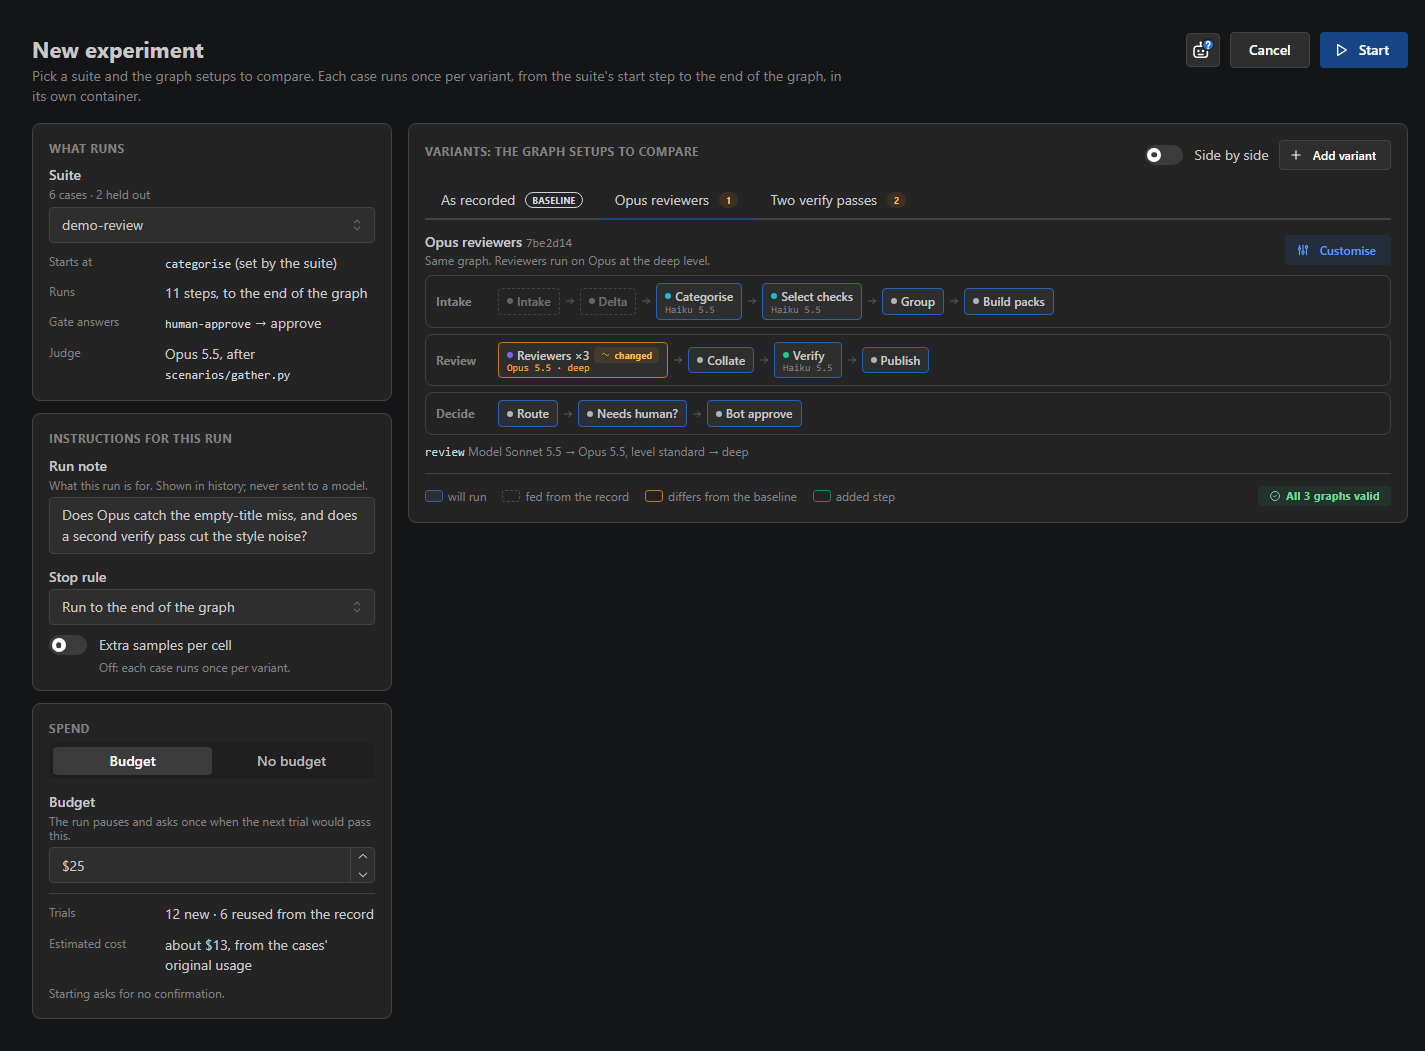 New experiment
Pick a suite and the graph setups to compare. Each case runs once per variant, from the suite's start step to the end of the graph, in
its own container.
?
Cancel
Start
WHAT RUNS
Suite
6 cases · 2 held out
demo-review
Starts at categorise (set by the suite)
Runs 11 steps, to the end of the graph
Gate answers human-approve → approve
Judge Opus 5.5, after
scenarios/gather.py
INSTRUCTIONS FOR THIS RUN
Run note
What this run is for. Shown in history; never sent to a model.
Does Opus catch the empty-title miss, and does
a second verify pass cut the style noise?
Stop rule
Run to the end of the graph
Extra samples per cell
Off: each case runs once per variant.
SPEND
Budget No budget
Budget
The run pauses and asks once when the next trial would pass
this.
$25
Trials 12 new · 6 reused from the record
Estimated cost about $13, from the cases'
original usage
Starting asks for no confirmation.
VARIANTS: THE GRAPH SETUPS TO COMPARE
Side by side
+ Add variant
As recorded BASELINE Opus reviewers 1 Two verify passes 2
Opus reviewers 7be2d14
Same graph. Reviewers run on Opus at the deep level.
Customise
Intake Intake → Delta → Categorise → Select checks → Group → Build packs
Haiku 5.5 Haiku 5.5
Review Reviewers ×3 ~ changed → Collate → Verify → Publish
Opus 5.5 · deep Haiku 5.5
Decide Route → Needs human? → Bot approve
review Model Sonnet 5.5 → Opus 5.5, level standard → deep
will run fed from the record differs from the baseline added step
All 3 graphs valid